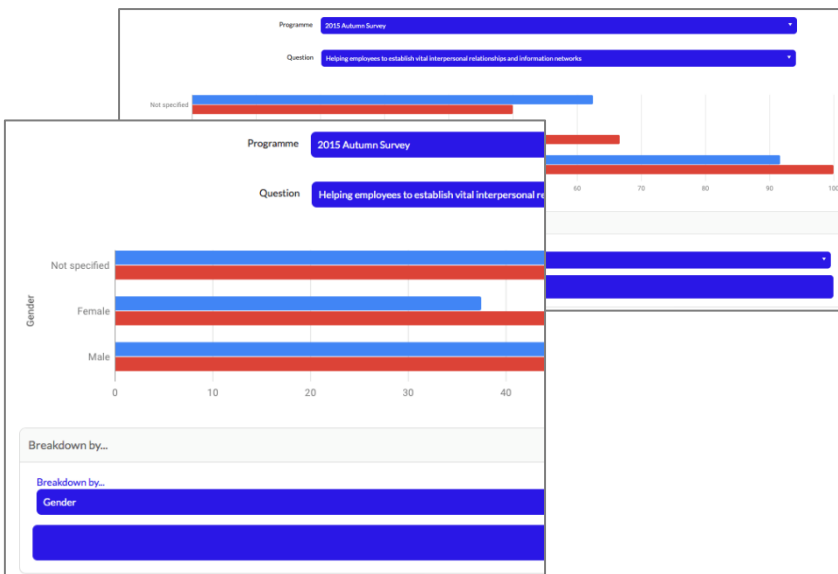 Programme 2015 Autumn Survey
Question Helping employees to establish vital interpersonal relationships and information networks
Not specified
60 70 80 90 100
Programme 2015 Autumn Survey
Question Helping employees to establish vital interpersonal re
Not specified
Gender
Female
Male
0 10 20 30 40
Breakdown by...
Breakdown by...
Gender